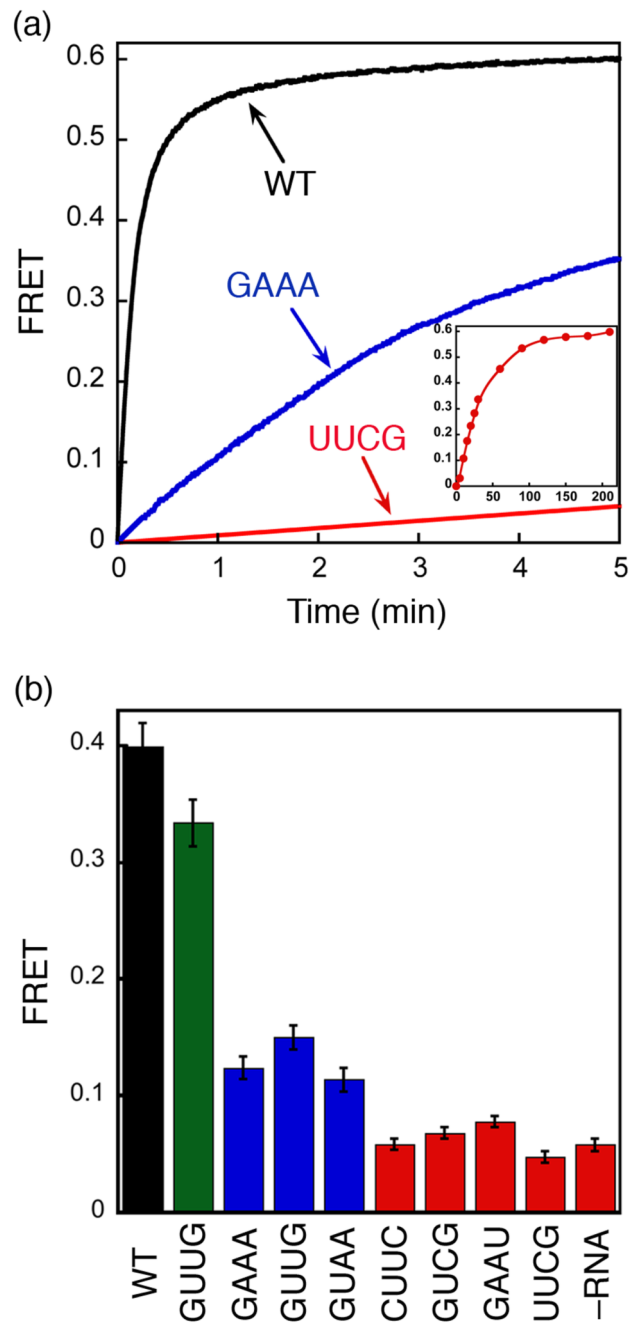 (a)
0.6
0.5
0.4
0.3
0.2
0.1
0
FRET
WT
GAAA
UUCG
0.6
0.5
0.4
0.3
0.2
0.1
0
0 50 100 150 200
0 1 2 3 4 5
Time (min)
(b)
0.4
0.3
0.2
0.1
0
FRET
WT
GUUG
GAAA
GUUG
GUAA
CUUC
GUCG
GAAU
UUCG
–RNA